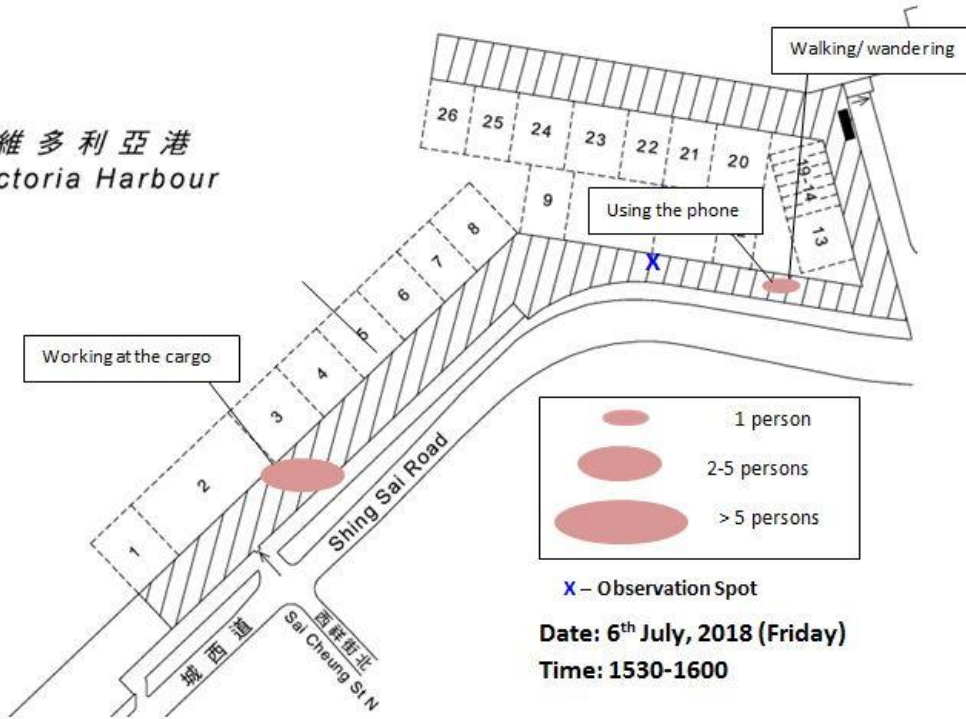 Walking/ wandering
維多利亞港
ctoria Harbour
26
25
24
23
22
21
20
19-14
13
9
8
7
6
5
4
3
2
1
Using the phone
X
Working at the cargo
Shing Sai Road
城西道
西祥街北
Sai Cheung St N
1 person
2-5 persons
> 5 persons
X – Observation Spot
Date: 6th July, 2018 (Friday)
Time: 1530-1600